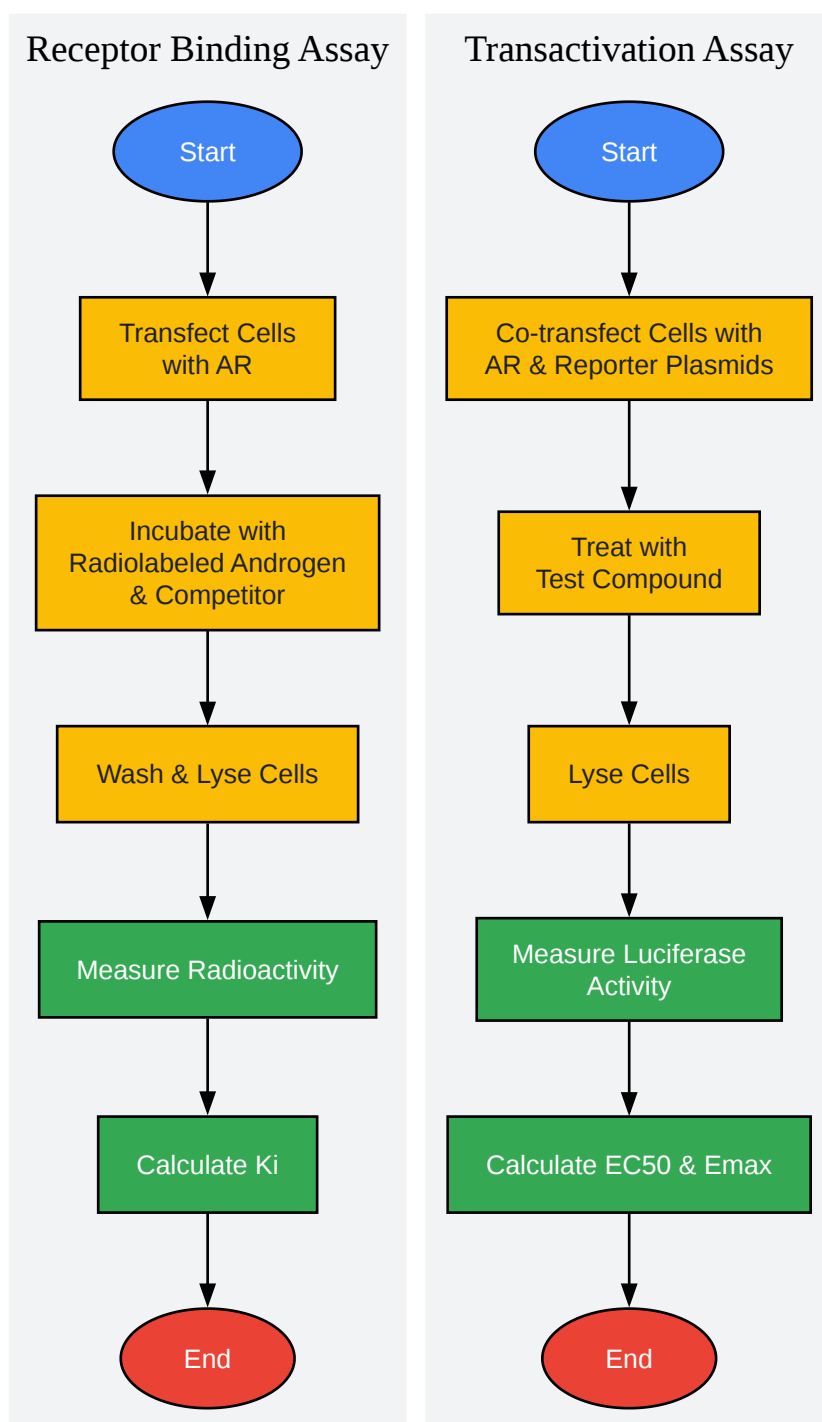 Receptor Binding Assay
Start
Transfect Cells
with AR
Incubate with
Radiolabeled Androgen
& Competitor
Wash & Lyse Cells
Measure Radioactivity
Calculate Ki
End
Transactivation Assay
Start
Co-transfect Cells with
AR & Reporter Plasmids
Treat with
Test Compound
Lyse Cells
Measure Luciferase
Activity
Calculate EC50 & Emax
End